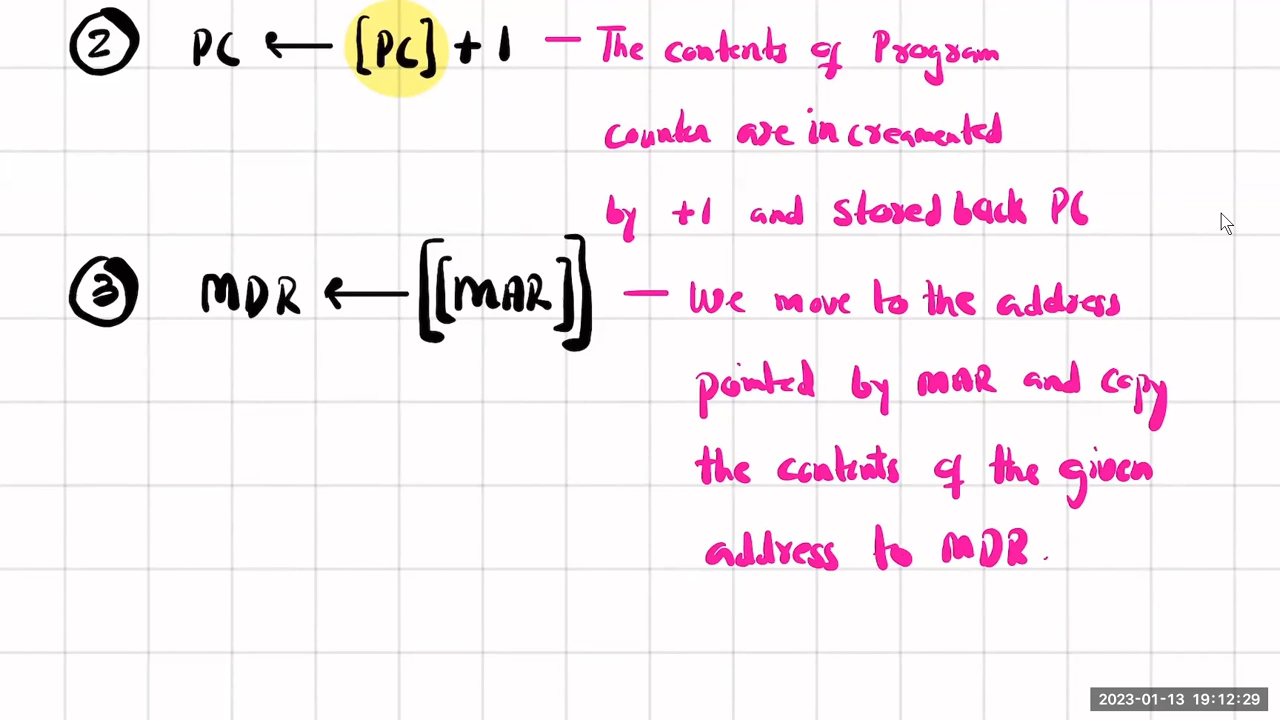 ② PC ← [PC] + 1 — The contents of Program
counter are increamented
by +1 and stored back PC
③ MDR ← [[MAR]] — We move to the address
pointed by MAR and copy
the contents of the given
address to MDR.
2023-01-13 19:12:29